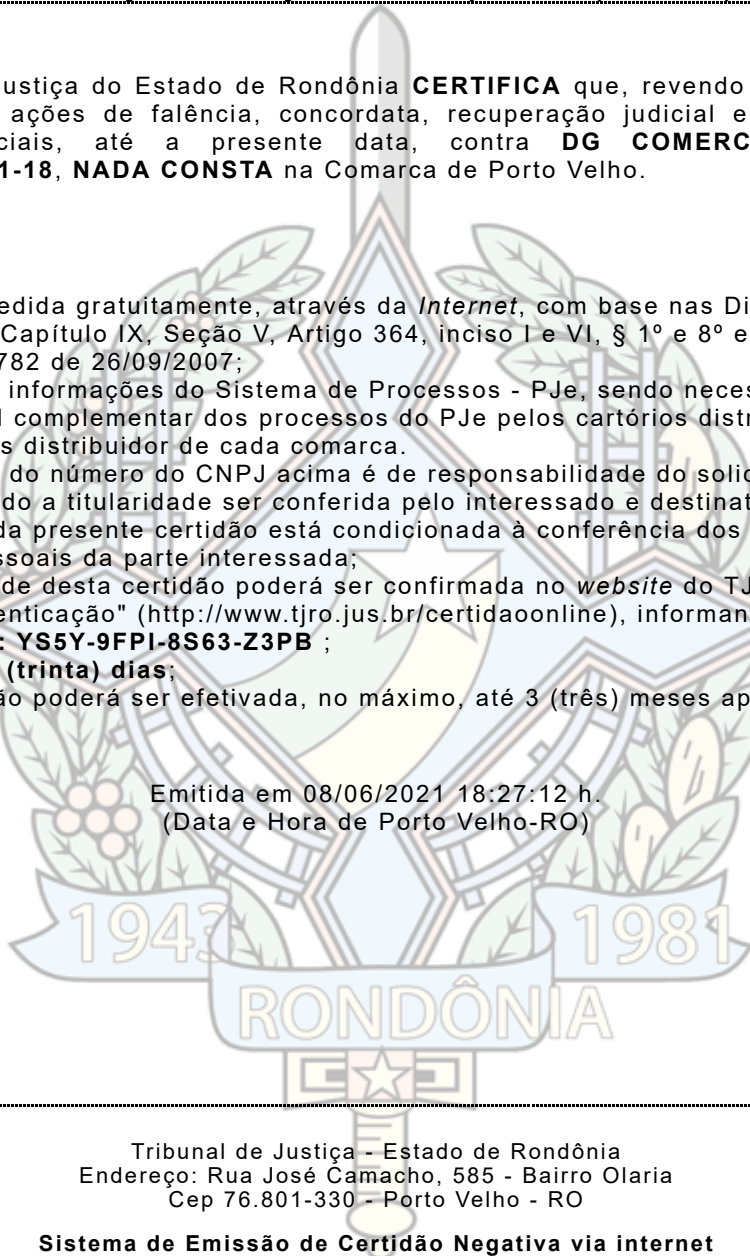 ustiça do Estado de Rondônia CERTIFICA que, revendo
ações de falência, concordata, recuperação judicial e
ciais, até a presente data, contra DG COMERC
1-18, NADA CONSTA na Comarca de Porto Velho.
edida gratuitamente, através da Internet, com base nas Di
Capítulo IX, Seção V, Artigo 364, inciso I e VI, § 1º e 8º e
782 de 26/09/2007;
informações do Sistema de Processos - PJe, sendo neces
l complementar dos processos do PJe pelos cartórios distr
s distribuidor de cada comarca.
do número do CNPJ acima é de responsabilidade do solic
do a titularidade ser conferida pelo interessado e destinat
da presente certidão está condicionada à conferência dos
ssoais da parte interessada;
de desta certidão poderá ser confirmada no website do TJ
enticação" (http://www.tjro.jus.br/certidaoonline), informan
: YS5Y-9FPI-8S63-Z3PB ;
(trinta) dias;
ão poderá ser efetivada, no máximo, até 3 (três) meses ap
Emitida em 08/06/2021 18:27:12 h.
(Data e Hora de Porto Velho-RO)
1943 1981
RONDÔNIA
Tribunal de Justiça - Estado de Rondônia
Endereço: Rua José Camacho, 585 - Bairro Olaria
Cep 76.801-330 - Porto Velho - RO
Sistema de Emissão de Certidão Negativa via internet